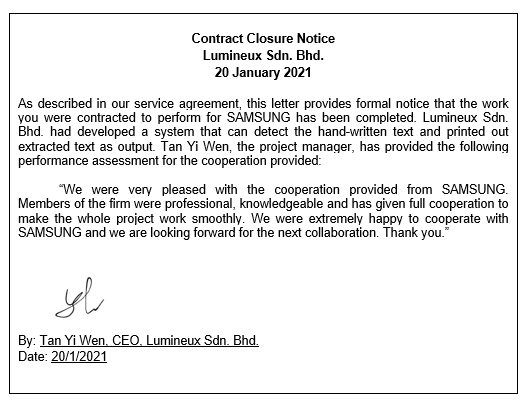 Contract Closure Notice
Lumineux Sdn. Bhd.
20 January 2021
As described in our service agreement, this letter provides formal notice that the work
you were contracted to perform for SAMSUNG has been completed. Lumineux Sdn.
Bhd. had developed a system that can detect the hand-written text and printed out
extracted text as output. Tan Yi Wen, the project manager, has provided the following
performance assessment for the cooperation provided:
“We were very pleased with the cooperation provided from SAMSUNG.
Members of the firm were professional, knowledgeable and has given full cooperation to
make the whole project work smoothly. We were extremely happy to cooperate with
SAMSUNG and we are looking forward for the next collaboration. Thank you.”
By: Tan Yi Wen, CEO, Lumineux Sdn. Bhd.
Date: 20/1/2021